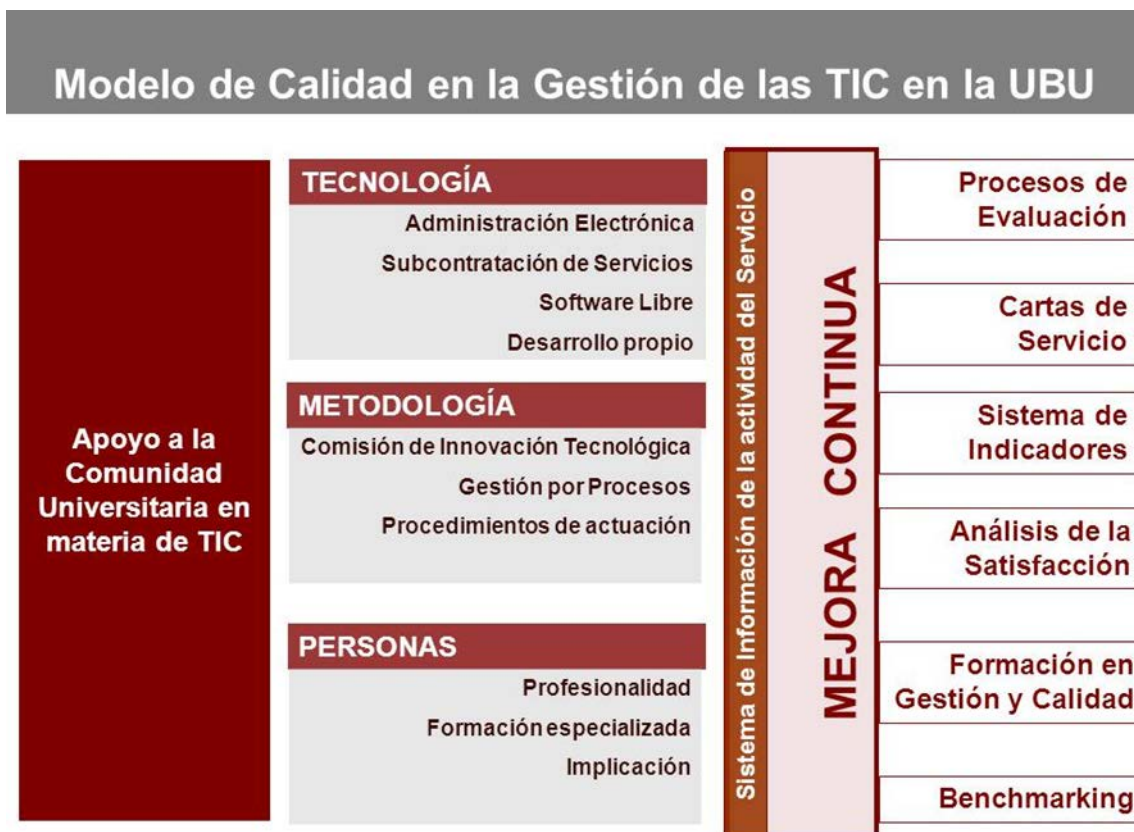 Modelo de Calidad en la Gestión de las TIC en la UBU
Apoyo a la
Comunidad
Universitaria en
materia de TIC
TECNOLOGÍA
Administración Electrónica
Subcontratación de Servicios
Software Libre
Desarrollo propio
METODOLOGÍA
Comisión de Innovación Tecnológica
Gestión por Procesos
Procedimientos de actuación
PERSONAS
Profesionalidad
Formación especializada
Implicación
Sistema de Información de la actividad del Servicio
MEJORA CONTINUA
Procesos de
Evaluación
Cartas de
Servicio
Sistema de
Indicadores
Análisis de la
Satisfacción
Formación en
Gestión y Calidad
Benchmarking